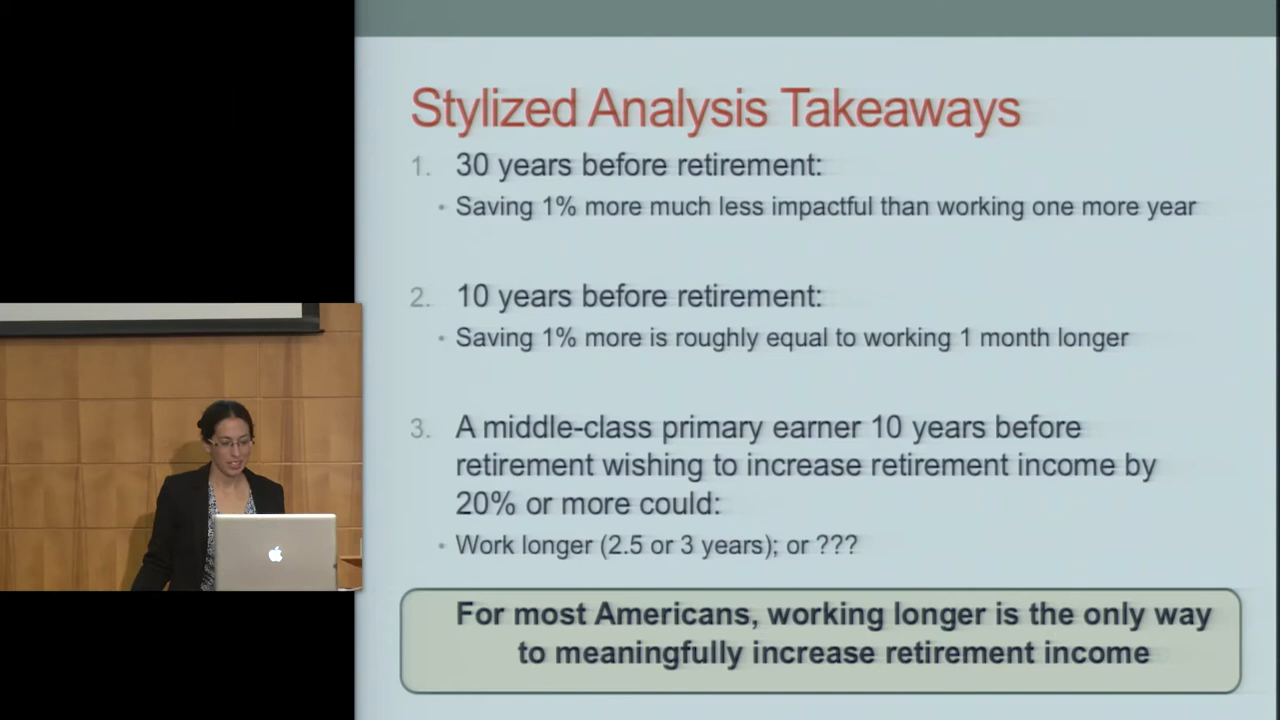 Stylized Analysis Takeaways
1. 30 years before retirement:
• Saving 1% more much less impactful than working one more year
2. 10 years before retirement:
• Saving 1% more is roughly equal to working 1 month longer
3. A middle-class primary earner 10 years before
retirement wishing to increase retirement income by
20% or more could:
• Work longer (2.5 or 3 years); or ???
For most Americans, working longer is the only way
to meaningfully increase retirement income